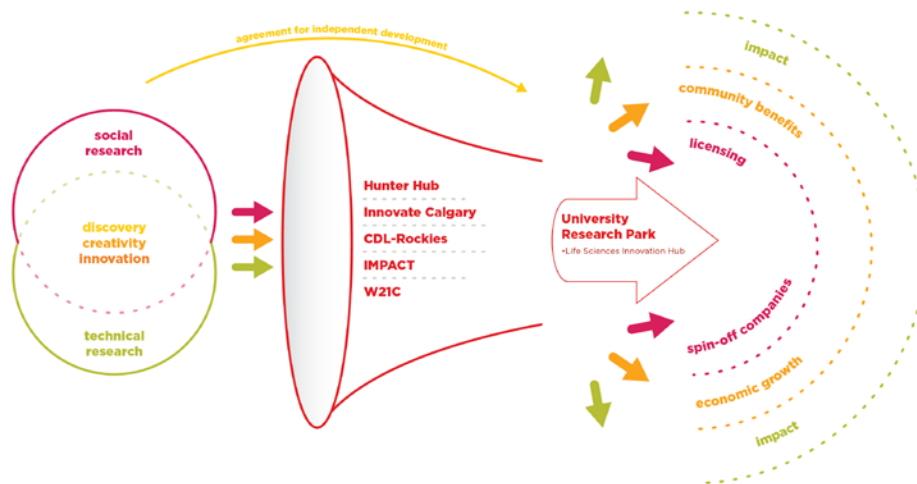 agreement for independent development
social
research
discovery
creativity
innovation
technical
research
Hunter Hub
Innovate Calgary
CDL-Rockies
IMPACT
W21C
University
Research Park
•Life Sciences Innovation Hub
impact
community benefits
licensing
spin-off companies
economic growth
impact